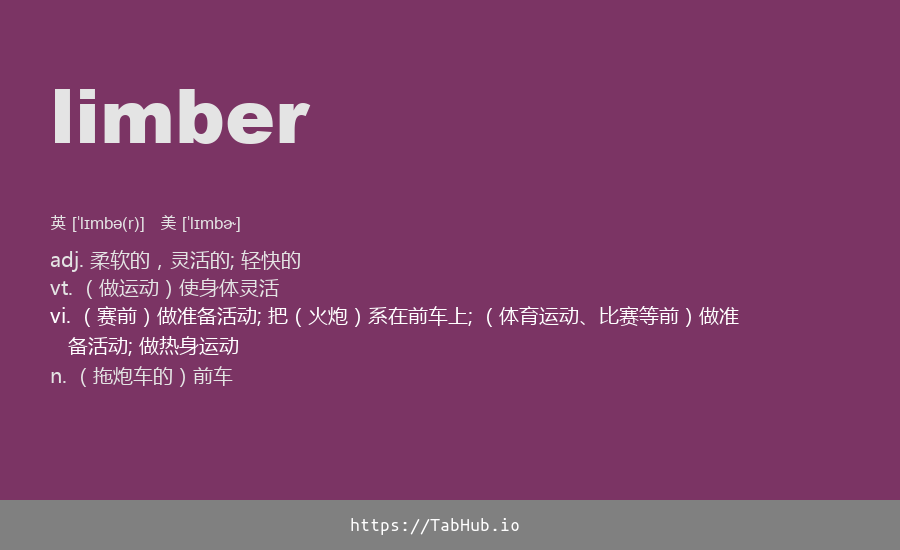 limber
英 [ˈlɪmbə(r)] 美 [ˈlɪmbɚ]
adj. 柔软的，灵活的; 轻快的
vt. （做运动）使身体灵活
vi. （赛前）做准备活动; 把（火炮）系在前车上; （体育运动、比赛等前）做准
备活动; 做热身运动
n. （拖炮车的）前车
https://TabHub.io